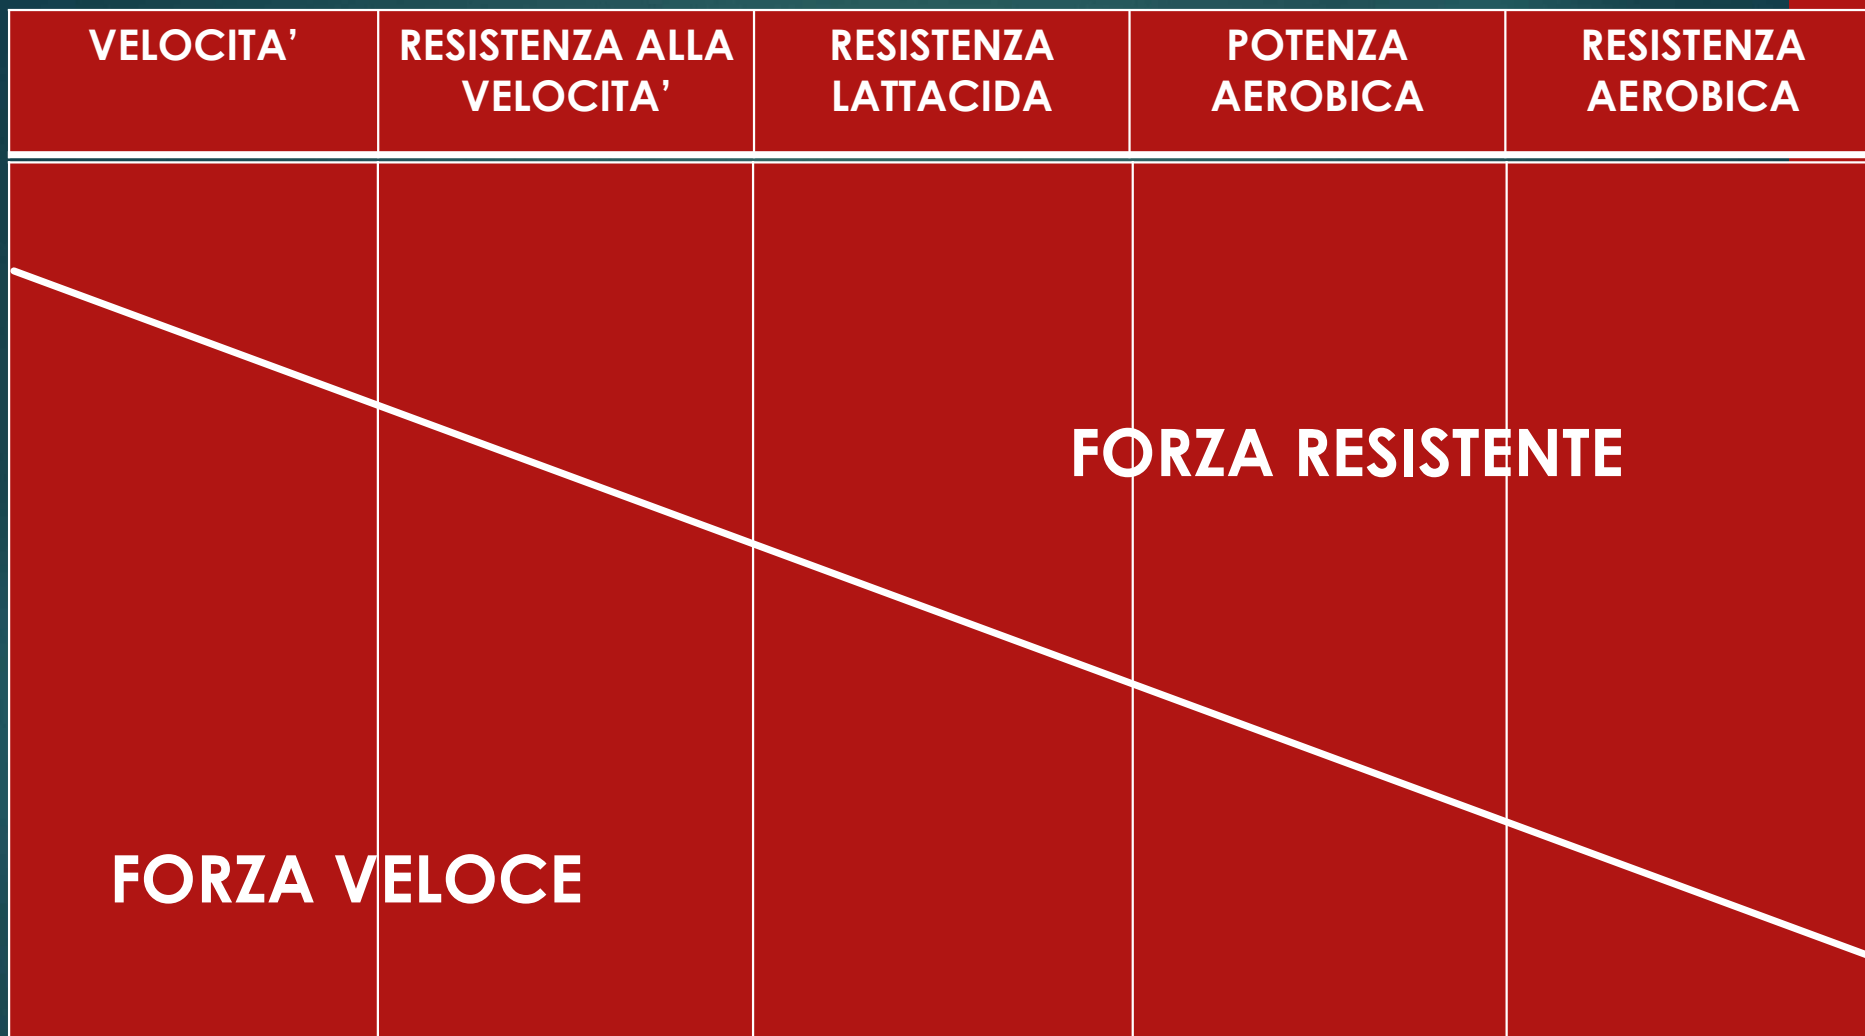 VELOCITA’
RESISTENZA ALLA
VELOCITA’
RESISTENZA
LATTACIDA
POTENZA
AEROBICA
RESISTENZA
AEROBICA
FORZA RESISTENTE
FORZA VELOCE